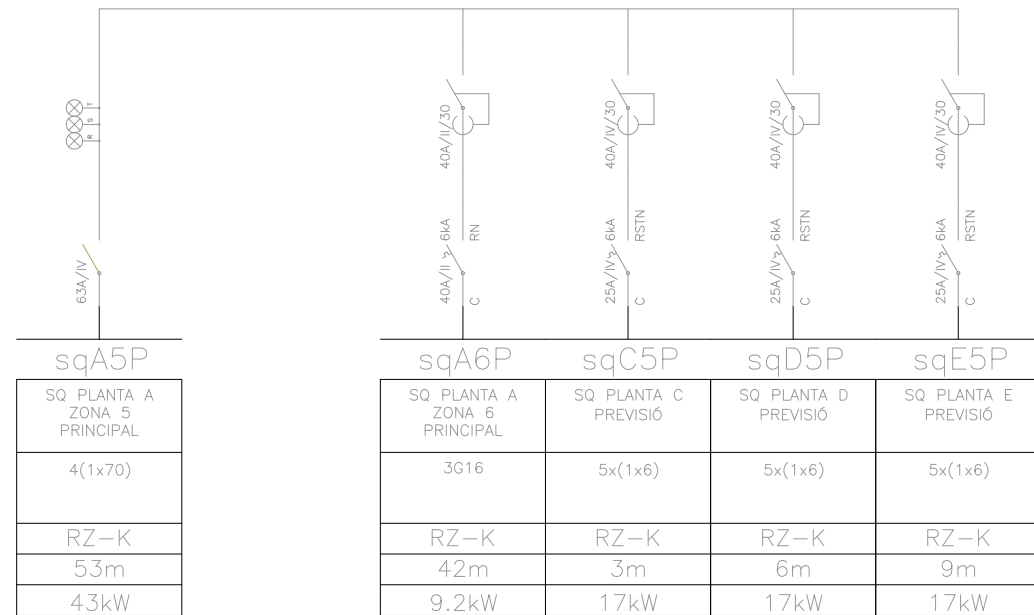 T
S
R
63A/IV
40A/II/30
RN
40A/II
6kA
C
40A/IV/30
RSTN
25A/IV
6kA
C
40A/IV/30
RSTN
25A/IV
6kA
C
40A/IV/30
RSTN
25A/IV
6kA
C
sqA5P
sqA6P
sqC5P
sqD5P
sqE5P
SQ PLANTA A
ZONA 5
PRINCIPAL
SQ PLANTA A
ZONA 6
PRINCIPAL
SQ PLANTA C
PREVISIÓ
SQ PLANTA D
PREVISIÓ
SQ PLANTA E
PREVISIÓ
4(1x70)
3G16
5x(1x6)
5x(1x6)
5x(1x6)
RZ-K
RZ-K
RZ-K
RZ-K
RZ-K
53m
42m
3m
6m
9m
43kW
9.2kW
17kW
17kW
17kW